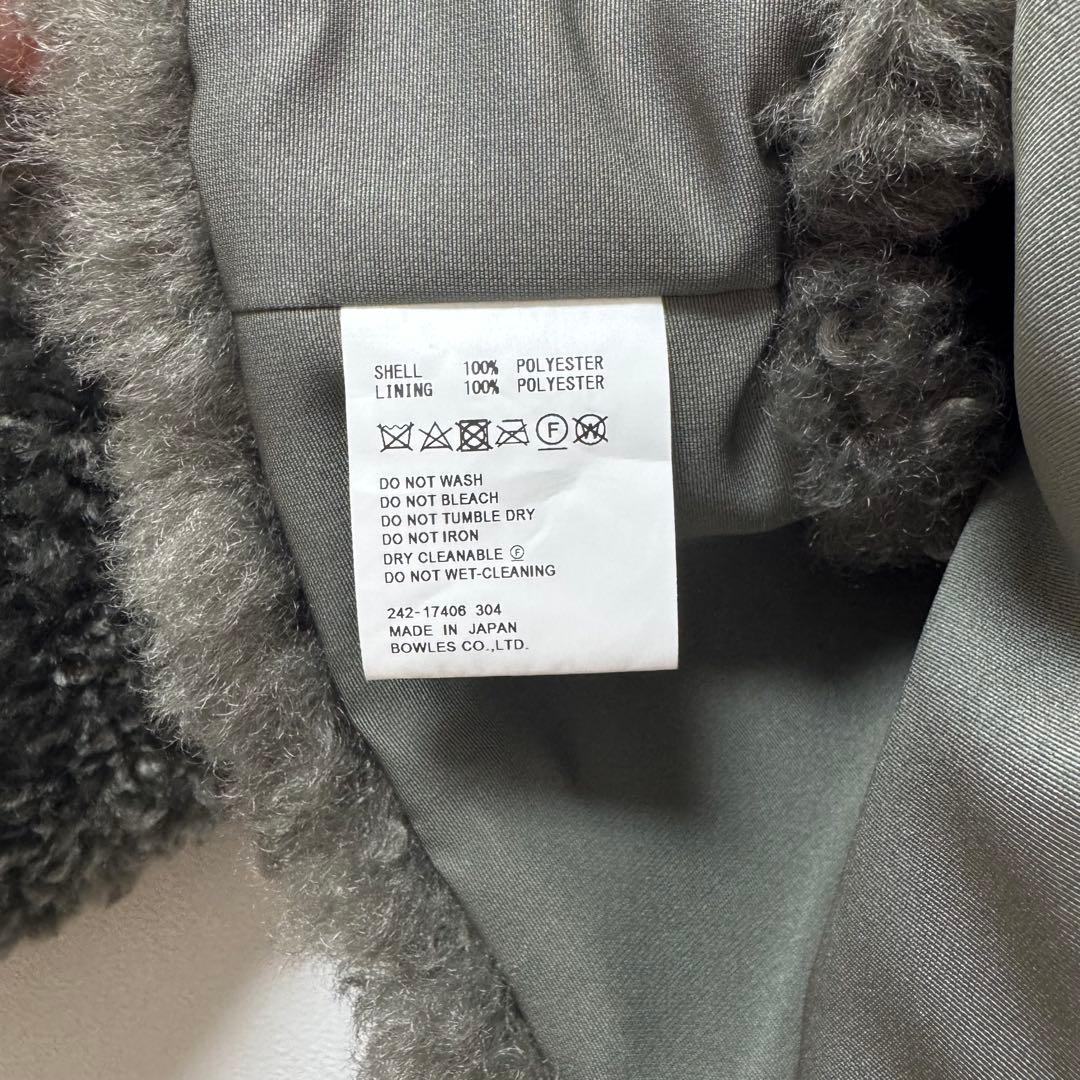 SHELL 100% POLYESTER
LINING 100% POLYESTER
F W
DO NOT WASH
DO NOT BLEACH
DO NOT TUMBLE DRY
DO NOT IRON
DRY CLEANABLE Ⓕ
DO NOT WET-CLEANING
242-17406 304
MADE IN JAPAN
BOWLES CO.,LTD.